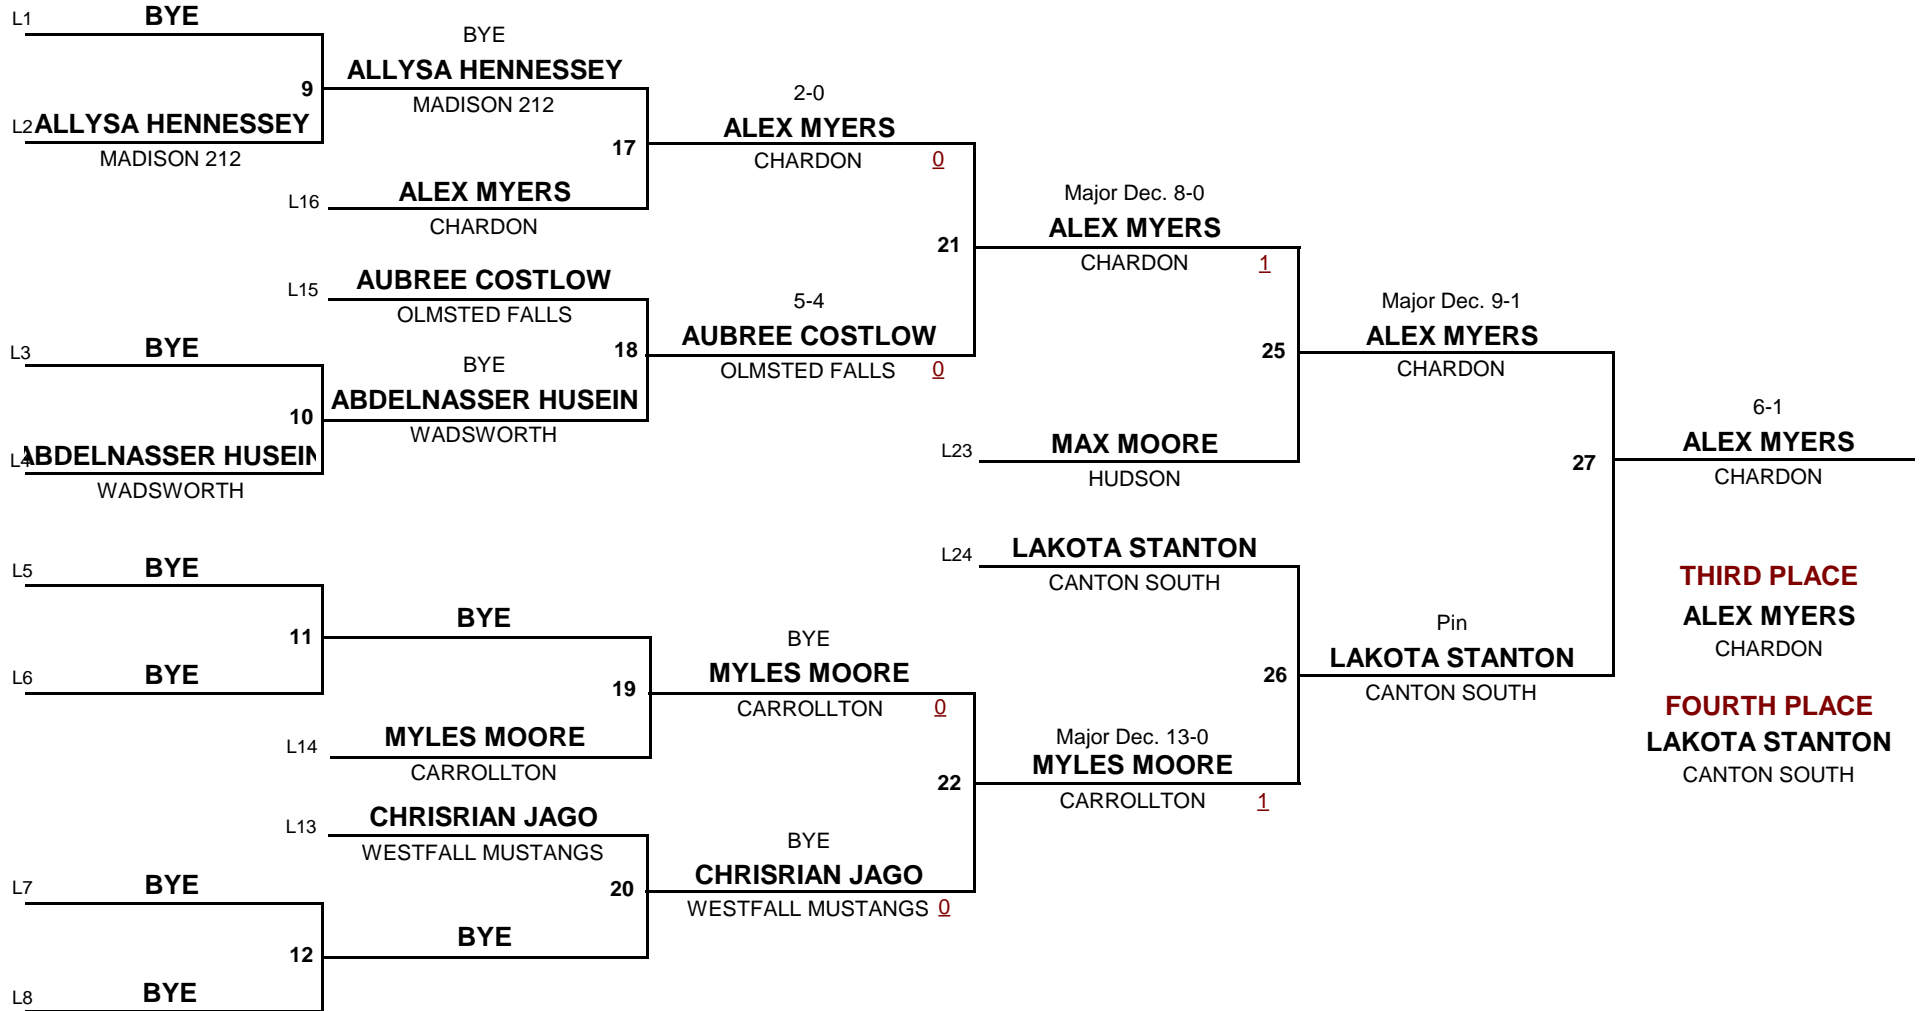 L1 BYE
BYE
ALLYSA HENNESSEY
9
MADISON 212
L2 ALLYSA HENNESSEY
MADISON 212
2-0
ALEX MYERS
17
CHARDON 0
L16 ALEX MYERS
CHARDON
Major Dec. 8-0
ALEX MYERS
21
CHARDON 1
L15 AUBREE COSTLOW
OLMSTED FALLS
5-4
AUBREE COSTLOW
18
OLMSTED FALLS 0
L3 BYE
BYE
ABDELNASSER HUSEIN
10
WADSWORTH
L4 ABDELNASSER HUSEIN
WADSWORTH
Major Dec. 9-1
ALEX MYERS
25
CHARDON
L23 MAX MOORE
HUDSON
6-1
ALEX MYERS
27
CHARDON
L24 LAKOTA STANTON
CANTON SOUTH
L5 BYE
11
BYE
L6 BYE
BYE
MYLES MOORE
19
CARROLLTON 0
L14 MYLES MOORE
CARROLLTON
Pin
LAKOTA STANTON
26
CANTON SOUTH
Major Dec. 13-0
MYLES MOORE
22
CARROLLTON 1
L13 CHRISRIAN JAGO
WESTFALL MUSTANGS
BYE
CHRISRIAN JAGO
20
WESTFALL MUSTANGS 0
L7 BYE
12
BYE
L8 BYE
THIRD PLACE
ALEX MYERS
CHARDON
FOURTH PLACE
LAKOTA STANTON
CANTON SOUTH